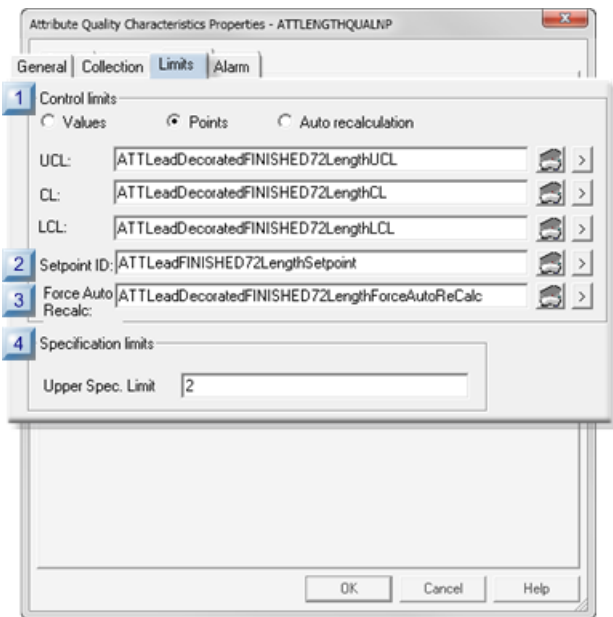 Attribute Quality Characteristics Properties - ATTLENGTHQUALNP
General Collection Limits Alarm
1 Control limits
Values Points Auto recalculation
UCL: ATTLeadDecoratedFINISHED72LengthUCL >
CL: ATTLeadDecoratedFINISHED72LengthCL >
LCL: ATTLeadDecoratedFINISHED72LengthLCL >
2 Setpoint ID: ATTLeadFINISHED72LengthSetpoint >
3 Force Auto Recalc: ATTLeadDecoratedFINISHED72LengthForceAutoReCalc >
4 Specification limits
Upper Spec. Limit 2
OK Cancel Help